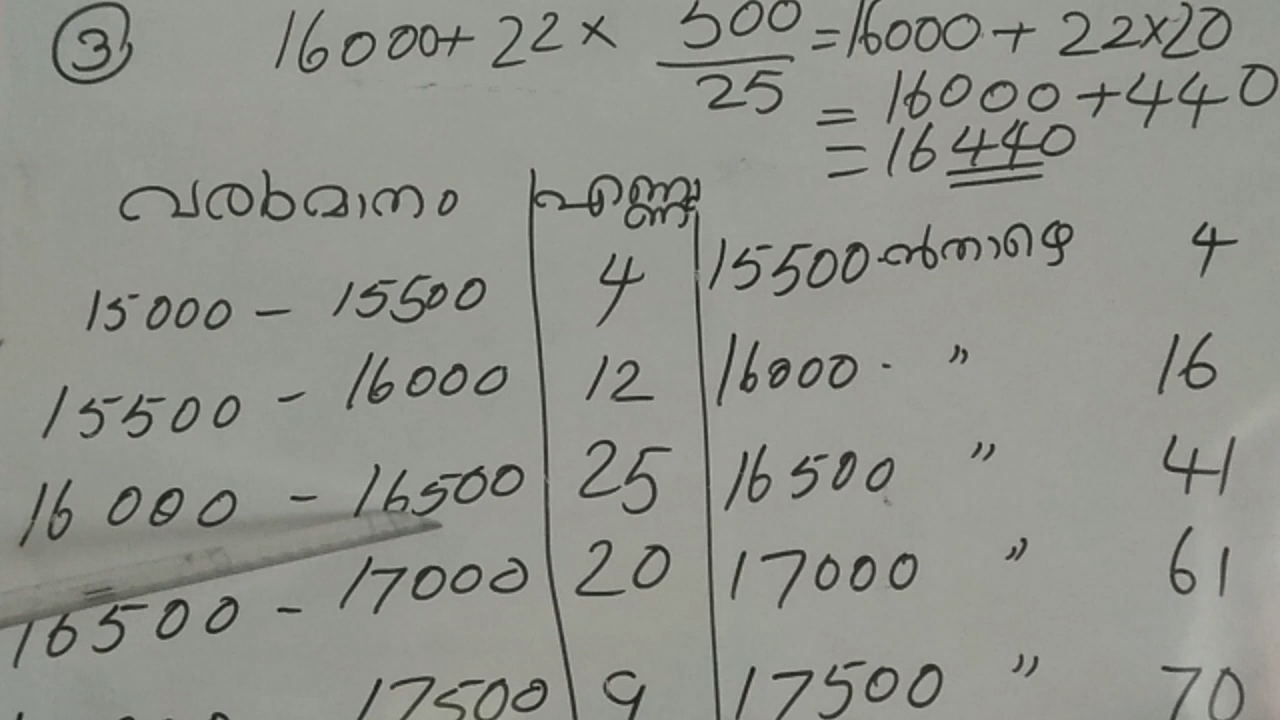 ③ 16000+ 22 × 500/25 = 16000 + 22×20
= 16000 + 440
= 16440
വരുമാനം എണ്ണം
15000 - 15500 4 15500 ൽതാഴെ 4
15500 - 16000 12 16000 - " 16
16000 - 16500 25 16500 " 41
16500 - 17000 20 17000 " 61
17500 9 17500 " 70